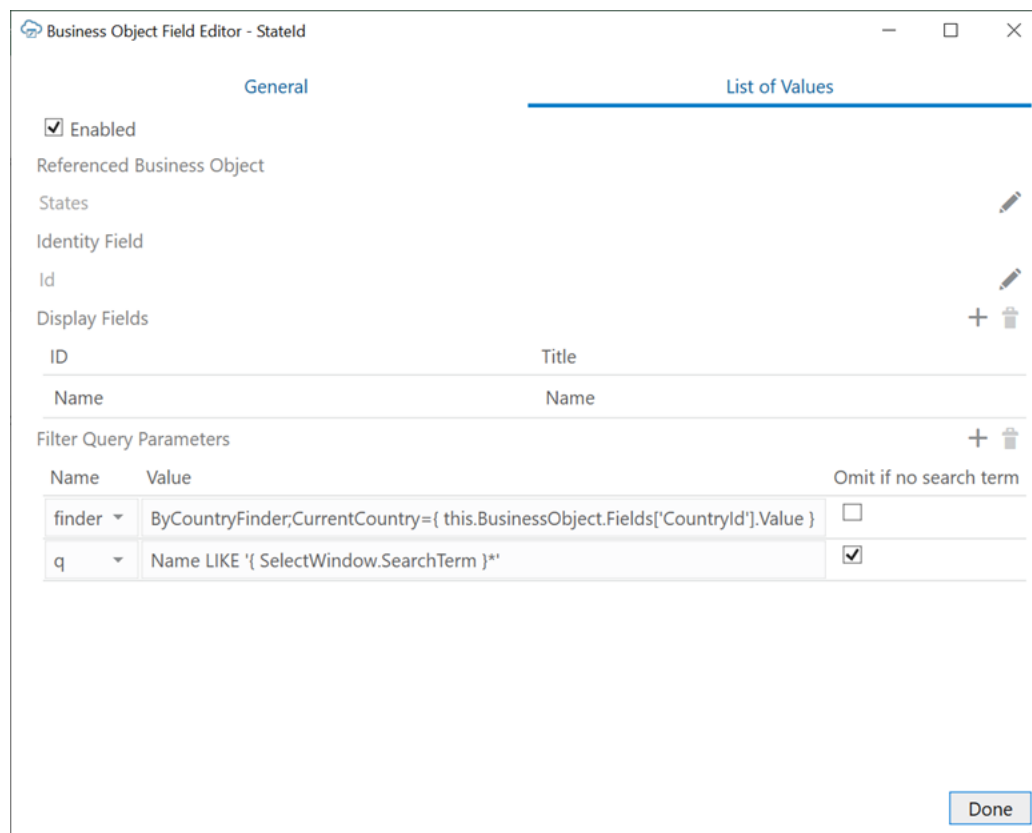 Business Object Field Editor - StateId
General List of Values
Enabled
Referenced Business Object
States
Identity Field
Id
Display Fields
ID Title
Name Name
Filter Query Parameters
Name Value Omit if no search term
finder ByCountryFinder;CurrentCountry={ this.BusinessObject.Fields['CountryId'].Value }
q Name LIKE '{ SelectWindow.SearchTerm }*'
Done